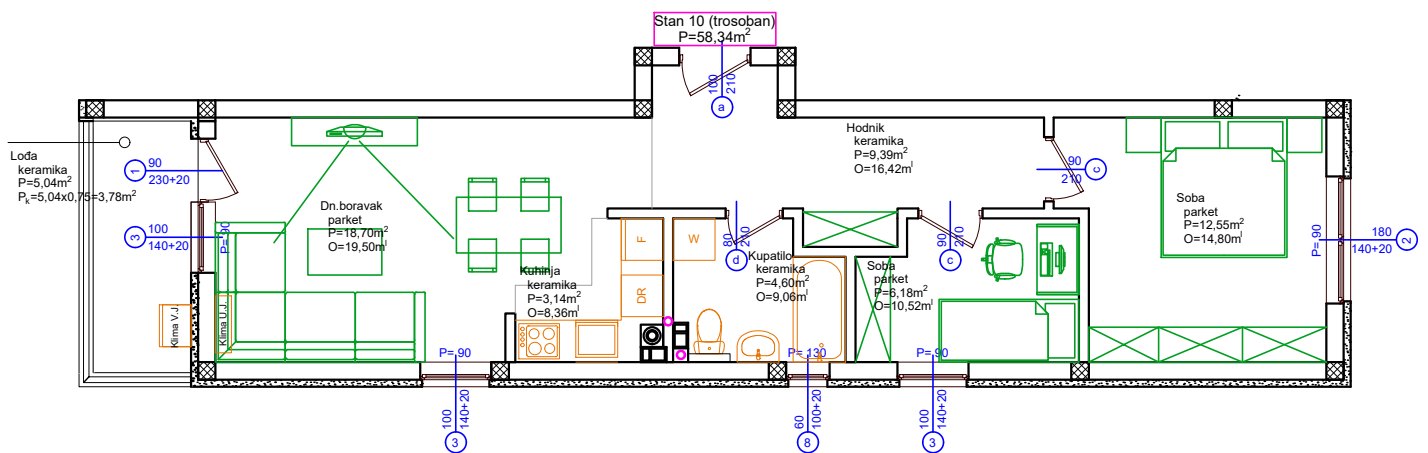 Stan 10 (trosoban)
P=58,34m²
100
210
a
Lođa
keramika
P=5,04m²
Pₖ=5,04x0,75=3,78m²
1
90
230+20
3
100
140+20
P= 90
Dn.boravak
parket
P=18,70m²
O=19,50mˡ
Klima V.J.
Klima U.J.
Kuhinja
keramika
P=3,14m²
O=8,36mˡ
F
DR
W
80
210
d
Kupatilo
keramika
P=4,60m²
O=9,06mˡ
Hodnik
keramika
P=9,39m²
O=16,42mˡ
90
210
c
Soba
parket
P=6,18m²
O=10,52mˡ
90
210
c
Soba
parket
P=12,55m²
O=14,80mˡ
P= 90
180
140+20
2
P= 90
100
140+20
3
P= 130
60
100+20
8
P= 90
100
140+20
3